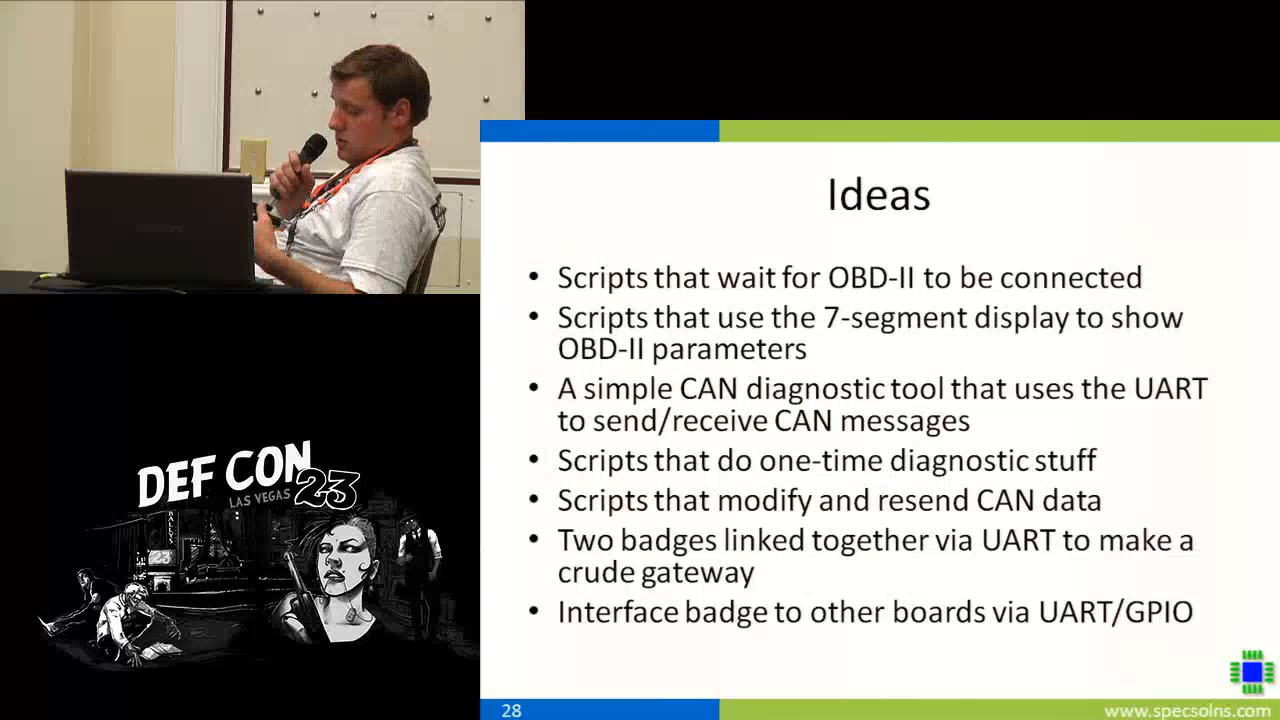 Ideas
• Scripts that wait for OBD-II to be connected
• Scripts that use the 7-segment display to show
OBD-II parameters
• A simple CAN diagnostic tool that uses the UART
to send/receive CAN messages
• Scripts that do one-time diagnostic stuff
• Scripts that modify and resend CAN data
• Two badges linked together via UART to make a
crude gateway
• Interface badge to other boards via UART/GPIO
28
www.specsolns.com
DEF CON
LAS VEGAS 23
BALLY'S